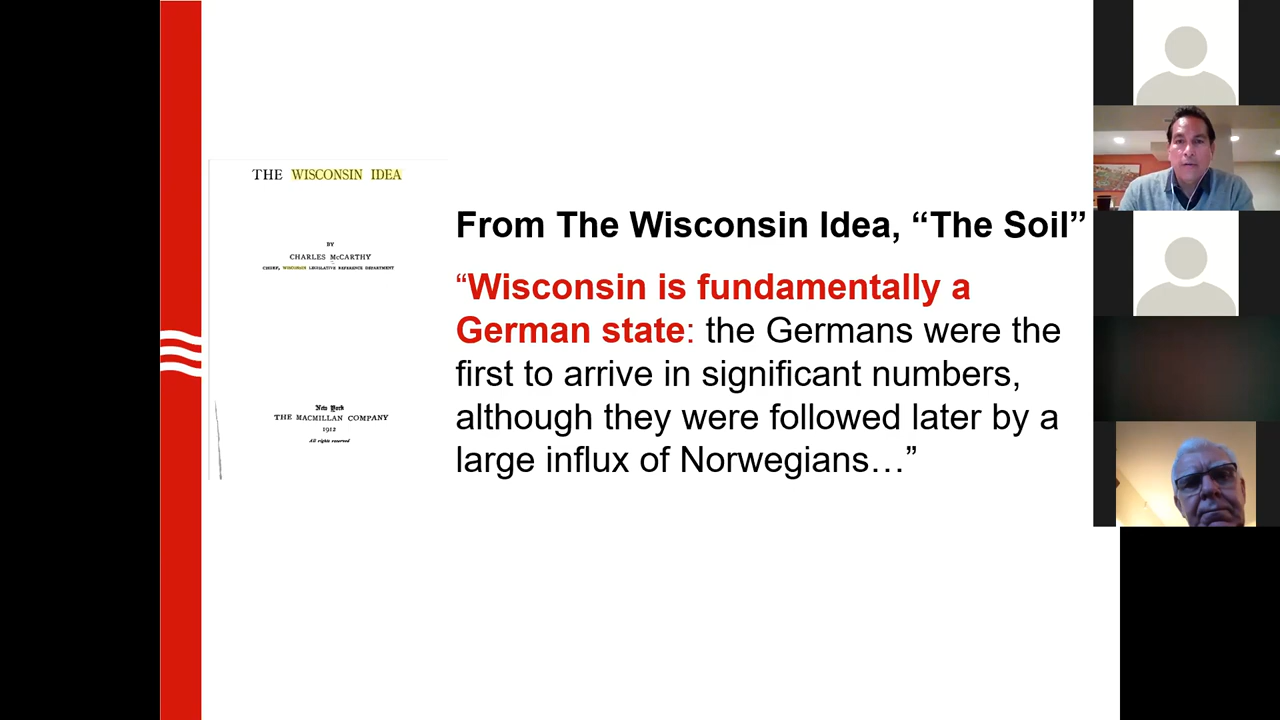 THE WISCONSIN IDEA
BY
CHARLES McCARTHY
CHIEF, WISCONSIN LEGISLATIVE REFERENCE DEPARTMENT
New York
THE MACMILLAN COMPANY
1912
All rights reserved
From The Wisconsin Idea, “The Soil”
“Wisconsin is fundamentally a
German state: the Germans were the
first to arrive in significant numbers,
although they were followed later by a
large influx of Norwegians…”